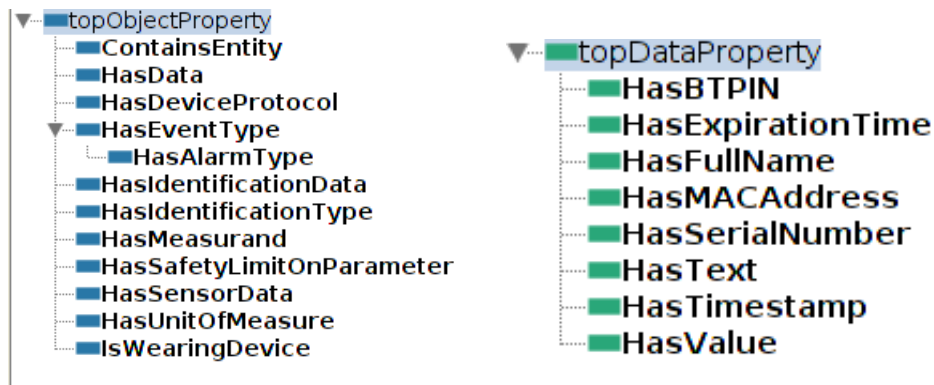 topObjectProperty
ContainsEntity
HasData
HasDeviceProtocol
HasEventType
HasAlarmType
HasIdentificationData
HasIdentificationType
HasMeasurand
HasSafetyLimitOnParameter
HasSensorData
HasUnitOfMeasure
IsWearingDevice
topDataProperty
HasBTPIN
HasExpirationTime
HasFullName
HasMACAddress
HasSerialNumber
HasText
HasTimestamp
HasValue